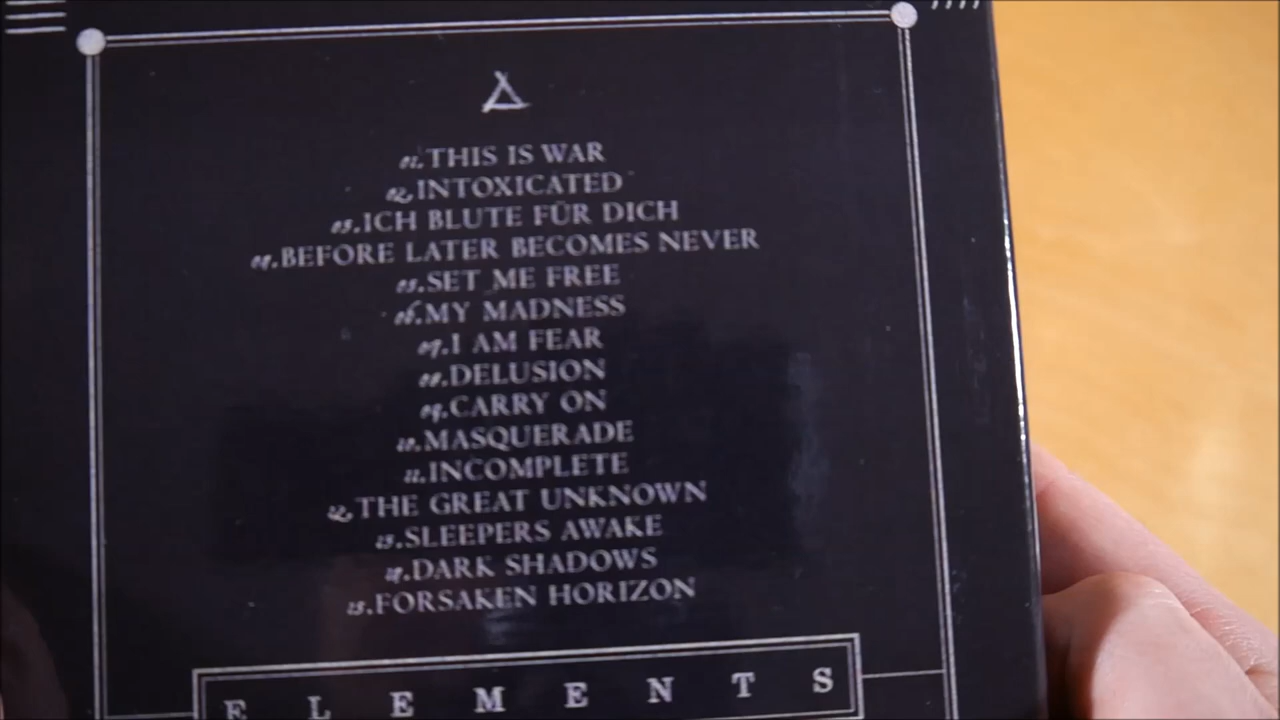 01.THIS IS WAR
02.INTOXICATED
03.ICH BLUTE FÜR DICH
04.BEFORE LATER BECOMES NEVER
05.SET ME FREE
06.MY MADNESS
07.I AM FEAR
08.DELUSION
09.CARRY ON
10.MASQUERADE
11.INCOMPLETE
12.THE GREAT UNKNOWN
13.SLEEPERS AWAKE
14.DARK SHADOWS
15.FORSAKEN HORIZON
ELEMENTS